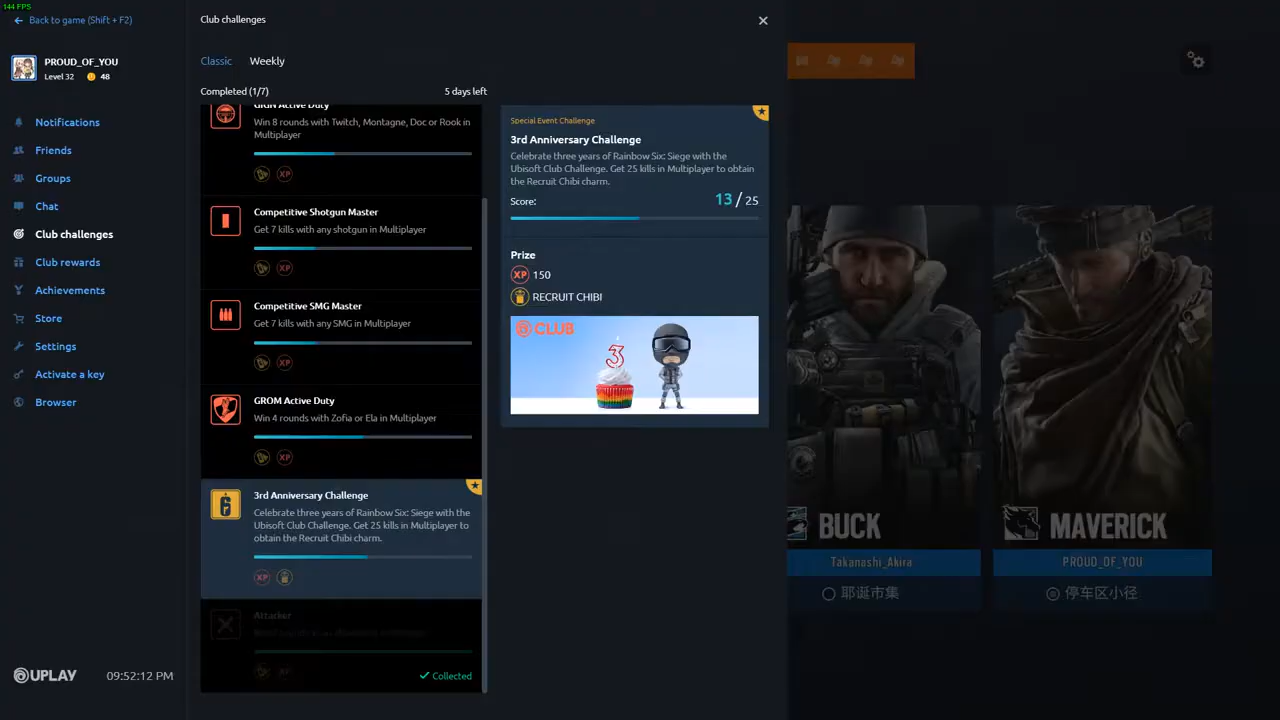 144 FPS
Back to game (Shift + F2)
PROUD_OF_YOU
Level 32
48
Notifications
Friends
Groups
Chat
Club challenges
Club rewards
Achievements
Store
Settings
Activate a key
Browser
UPLAY
09:52:12 PM
Club challenges
Classic
Weekly
Completed (1/7)
5 days left
GIGN Active Duty
Win 8 rounds with Twitch, Montagne, Doc or Rook in
Multiplayer
XP
Competitive Shotgun Master
Get 7 kills with any shotgun in Multiplayer
XP
Competitive SMG Master
Get 7 kills with any SMG in Multiplayer
XP
GROM Active Duty
Win 4 rounds with Zofia or Ela in Multiplayer
XP
3rd Anniversary Challenge
Celebrate three years of Rainbow Six: Siege with the
Ubisoft Club Challenge. Get 25 kills in Multiplayer to
obtain the Recruit Chibi charm.
XP
Attacker
XP
Collected
Special Event Challenge
3rd Anniversary Challenge
Celebrate three years of Rainbow Six: Siege with the
Ubisoft Club Challenge. Get 25 kills in Multiplayer to
obtain the Recruit Chibi charm.
Score:
13 / 25
Prize
XP 150
RECRUIT CHIBI
CLUB
3
BUCK
Takanashi_Akira
耶诞市集
MAVERICK
PROUD_OF_YOU
停车区小径